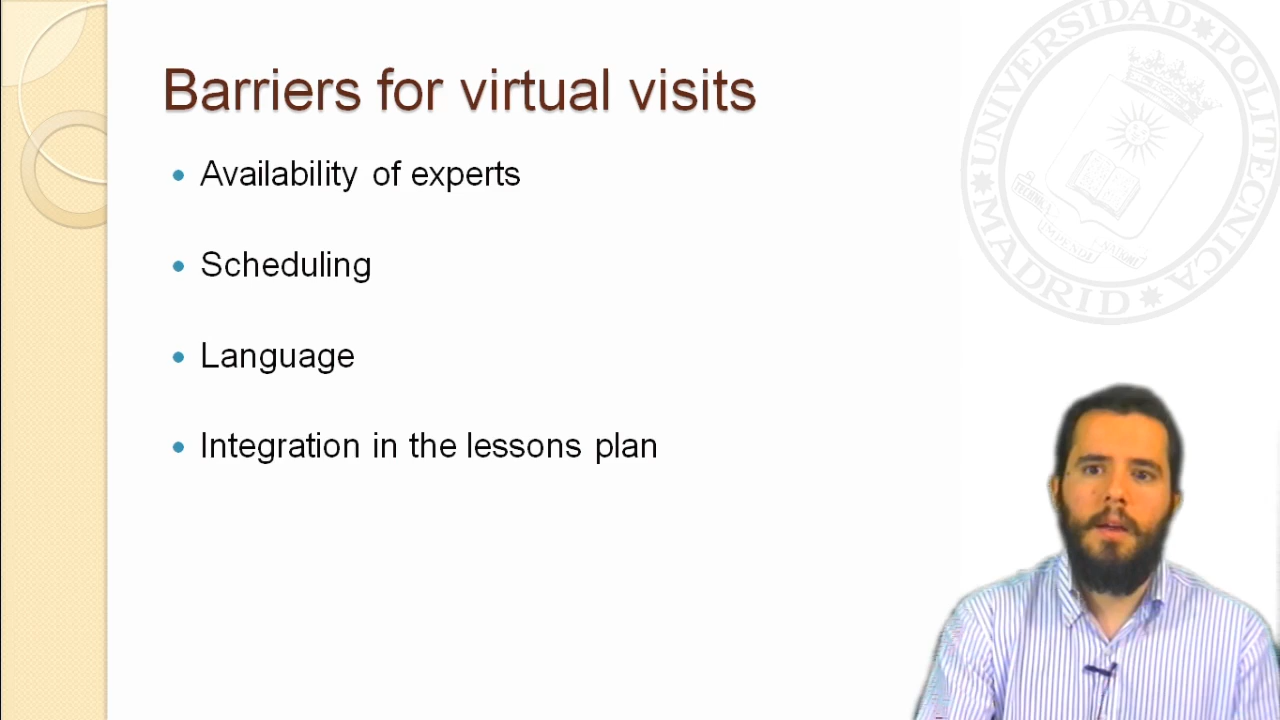 Barriers for virtual visits
Availability of experts
Scheduling
Language
Integration in the lessons plan
UNIVERSIDAD POLITECNICA
MADRID